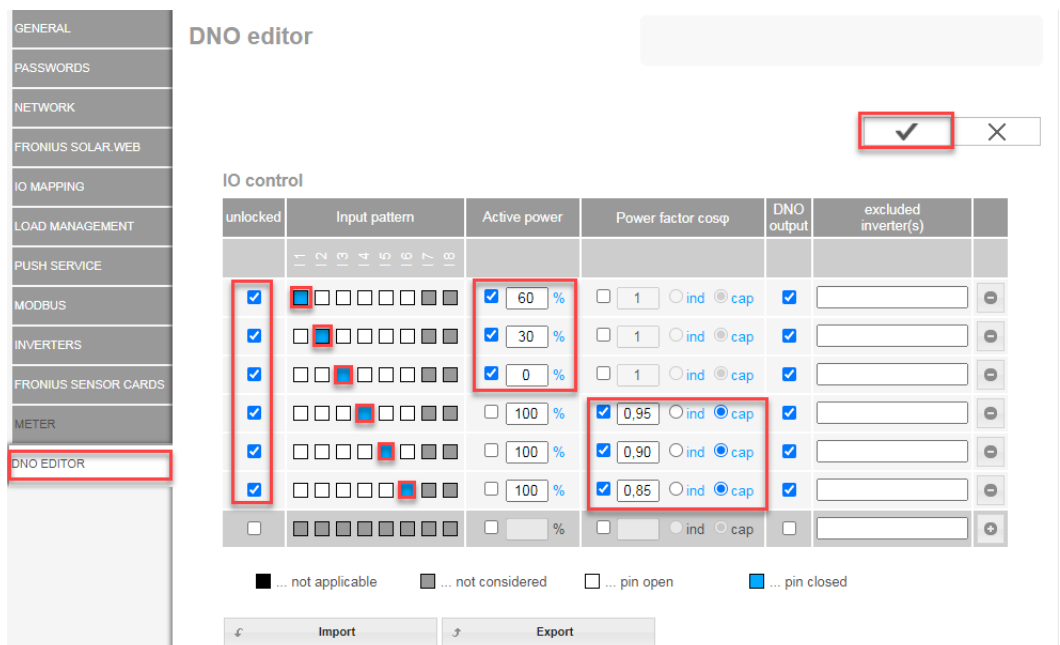 GENERAL
PASSWORDS
NETWORK
FRONIUS SOLAR.WEB
IO MAPPING
LOAD MANAGEMENT
PUSH SERVICE
MODBUS
INVERTERS
FRONIUS SENSOR CARDS
METER
DNO EDITOR
DNO editor
IO control
unlocked Input pattern Active power Power factor cosφ DNO output excluded inverter(s)
I1 I2 I3 I4 I5 I6 I7 I8
60 % 1 ind cap
30 % 1 ind cap
0 % 1 ind cap
100 % 0,95 ind cap
100 % 0,90 ind cap
100 % 0,85 ind cap
% ind cap
... not applicable ... not considered ... pin open ... pin closed
Import Export